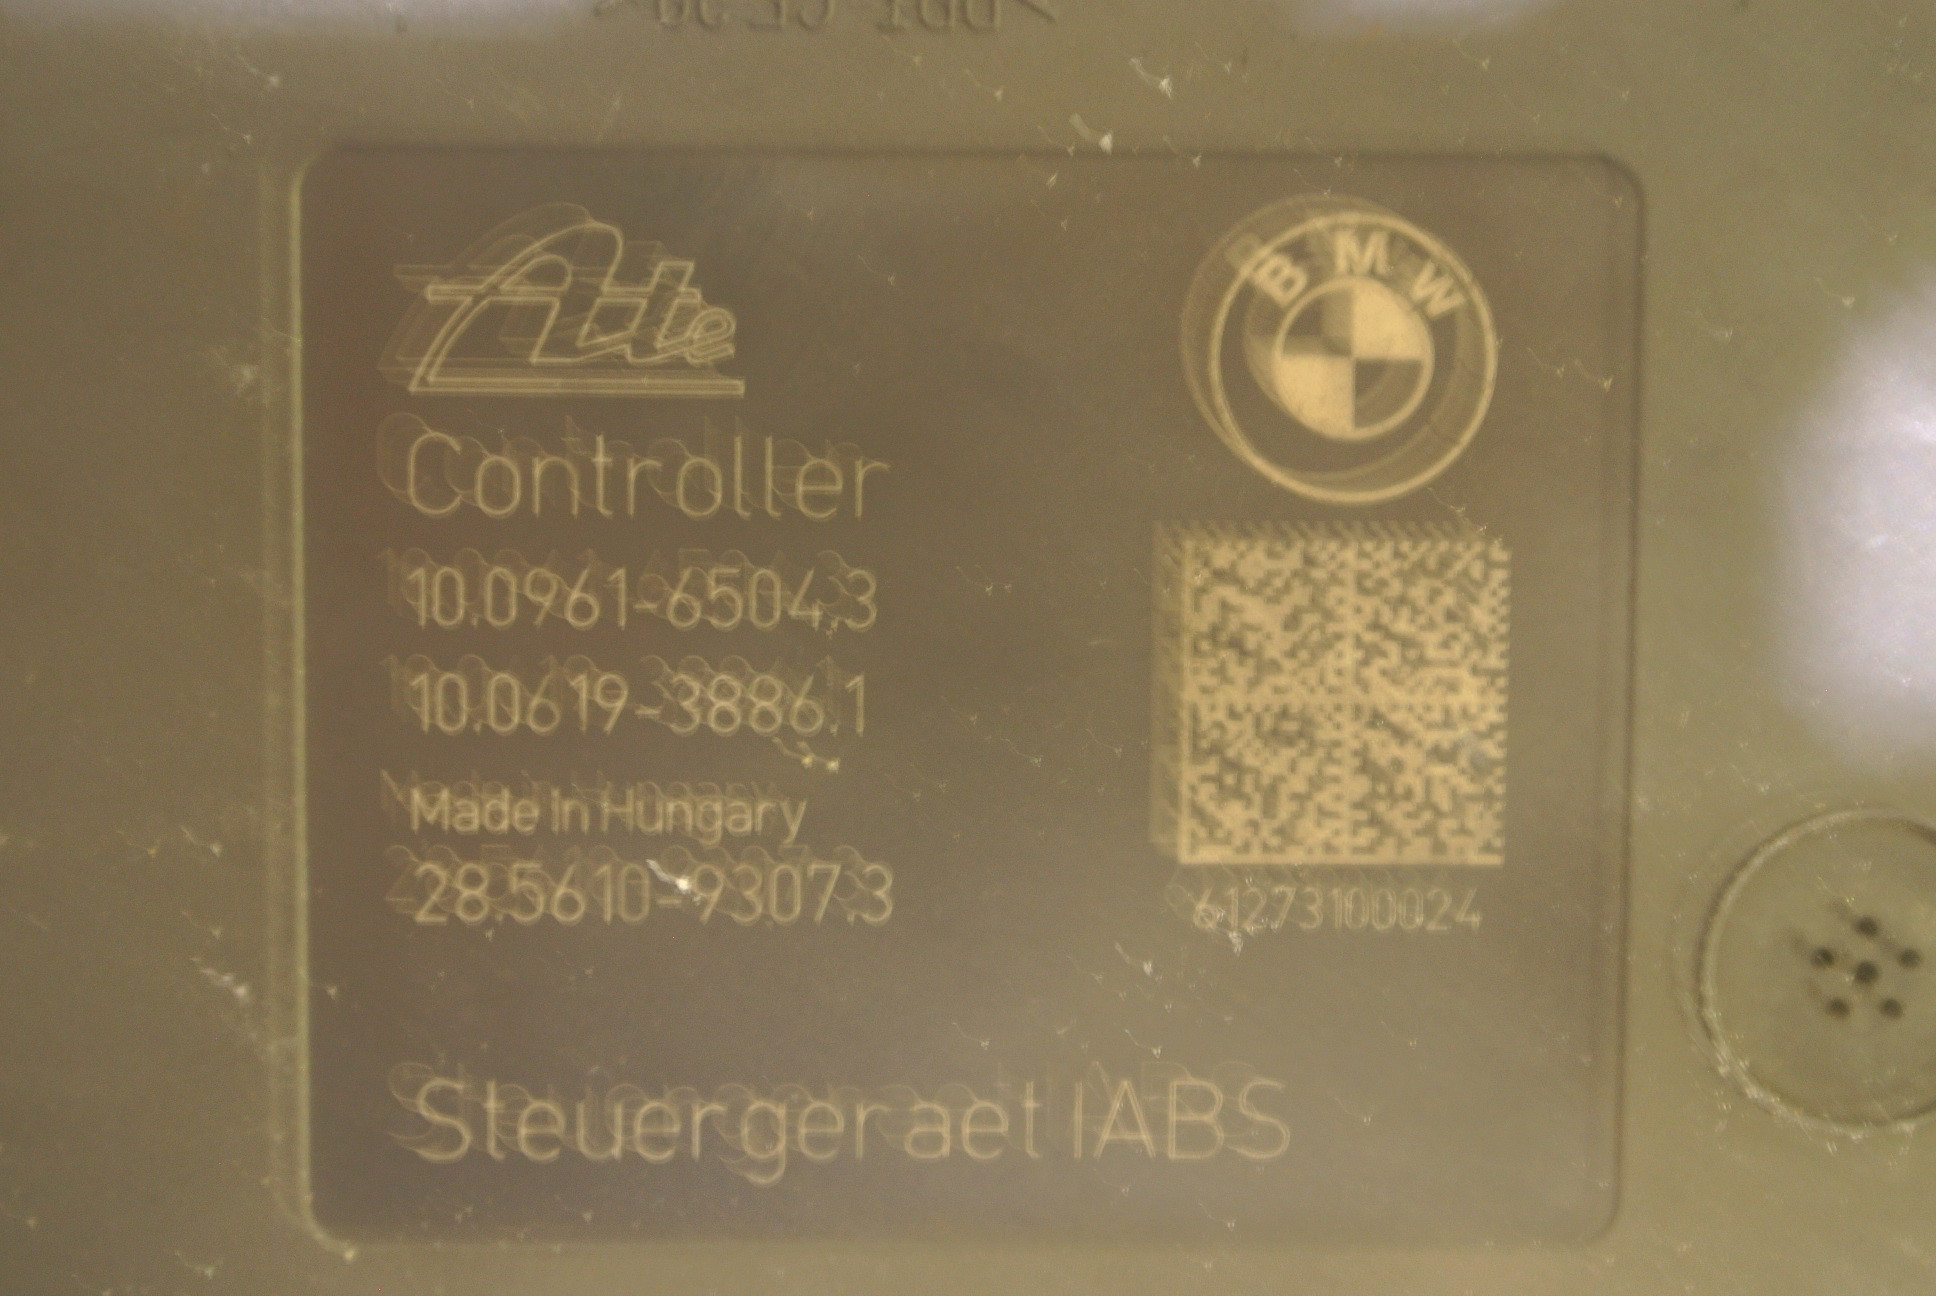 Ate
BMW
Controller
10.0961-6504.3
10.0619-3886.1
Made in Hungary
28.5610-9307.3
61273100024
Steuergeraet IABS